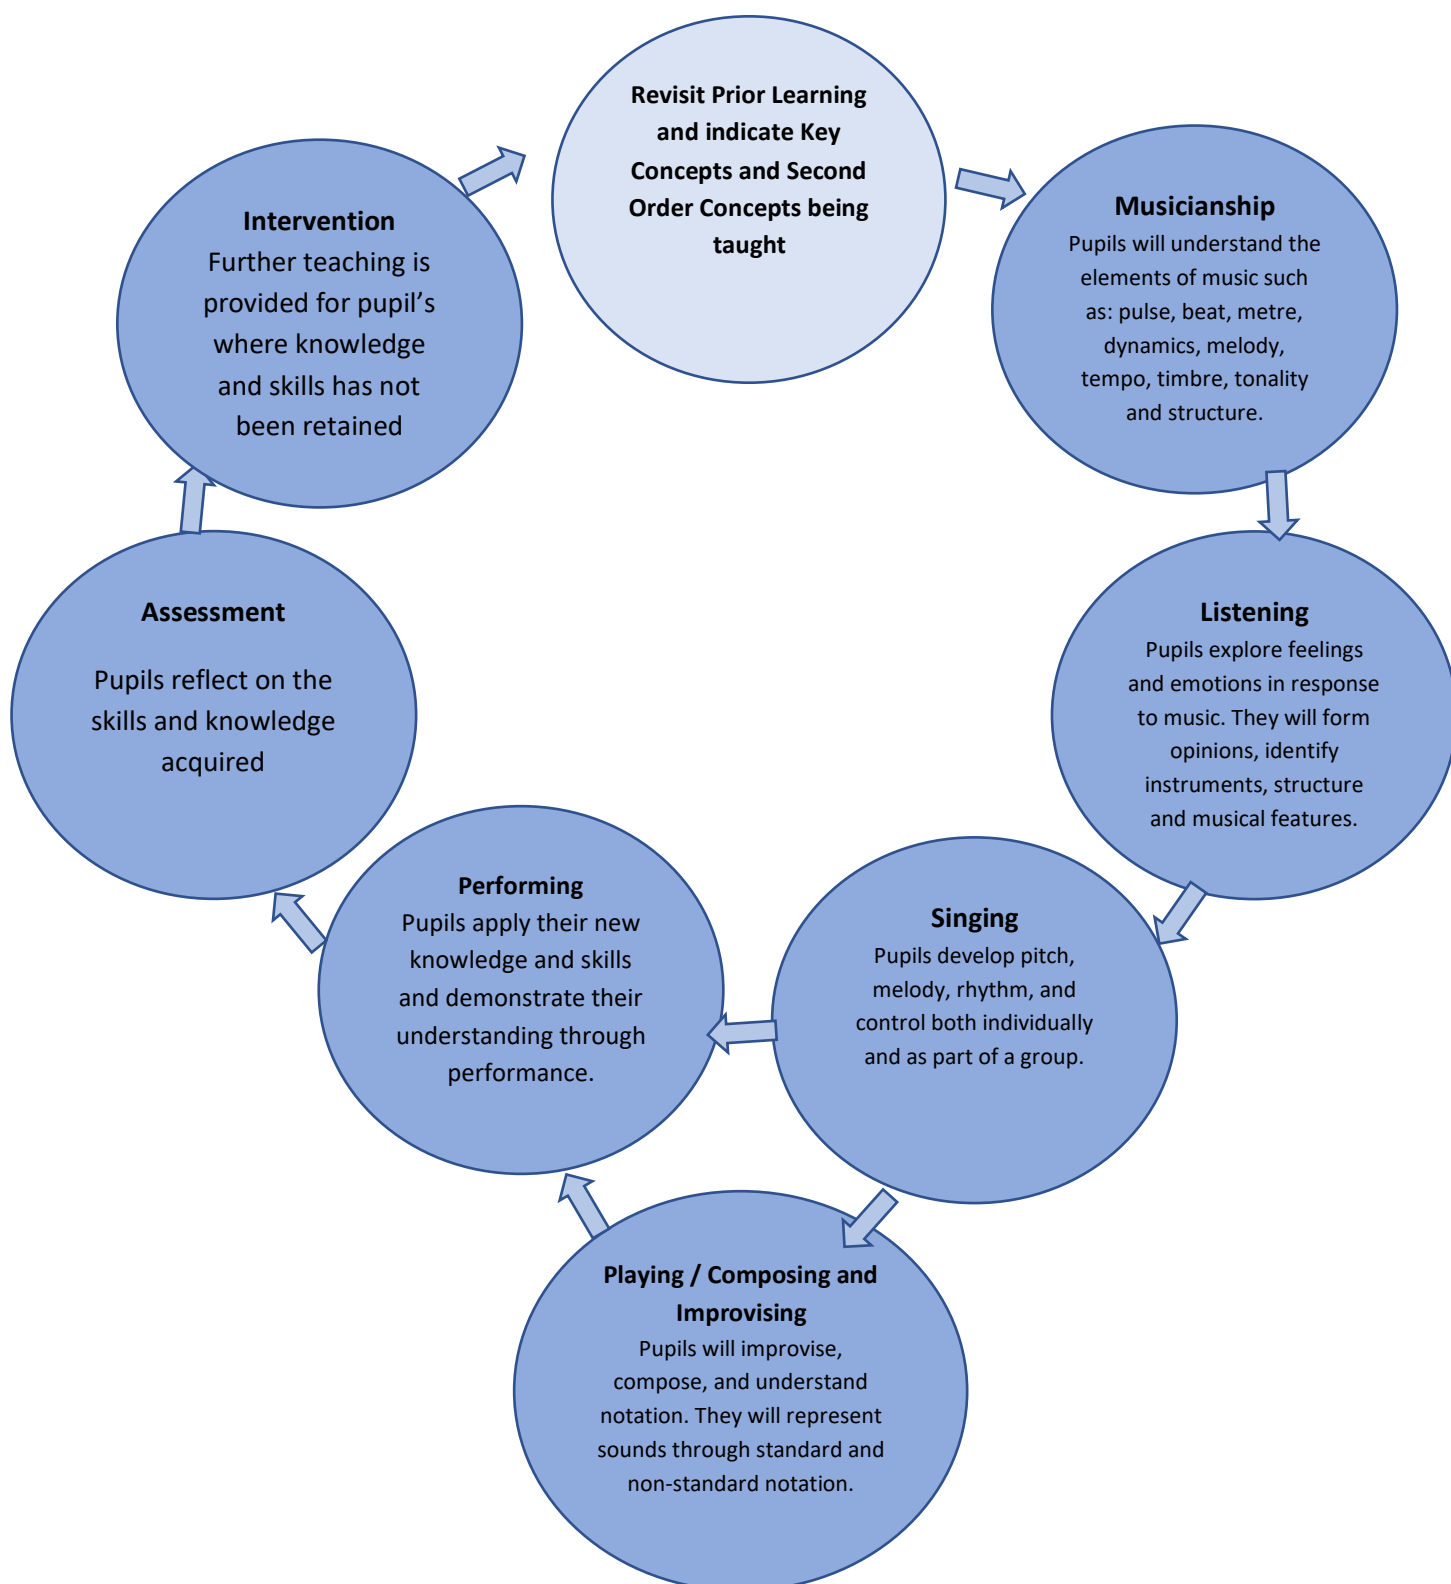 Revisit Prior Learning
and indicate Key
Concepts and Second
Order Concepts being
taught
Musicianship
Pupils will understand the
elements of music such
as: pulse, beat, metre,
dynamics, melody,
tempo, timbre, tonality
and structure.
Listening
Pupils explore feelings
and emotions in response
to music. They will form
opinions, identify
instruments, structure
and musical features.
Singing
Pupils develop pitch,
melody, rhythm, and
control both individually
and as part of a group.
Playing / Composing and
Improvising
Pupils will improvise,
compose, and understand
notation. They will represent
sounds through standard and
non-standard notation.
Performing
Pupils apply their new
knowledge and skills
and demonstrate their
understanding through
performance.
Assessment
Pupils reflect on the
skills and knowledge
acquired
Intervention
Further teaching is
provided for pupil’s
where knowledge
and skills has not
been retained